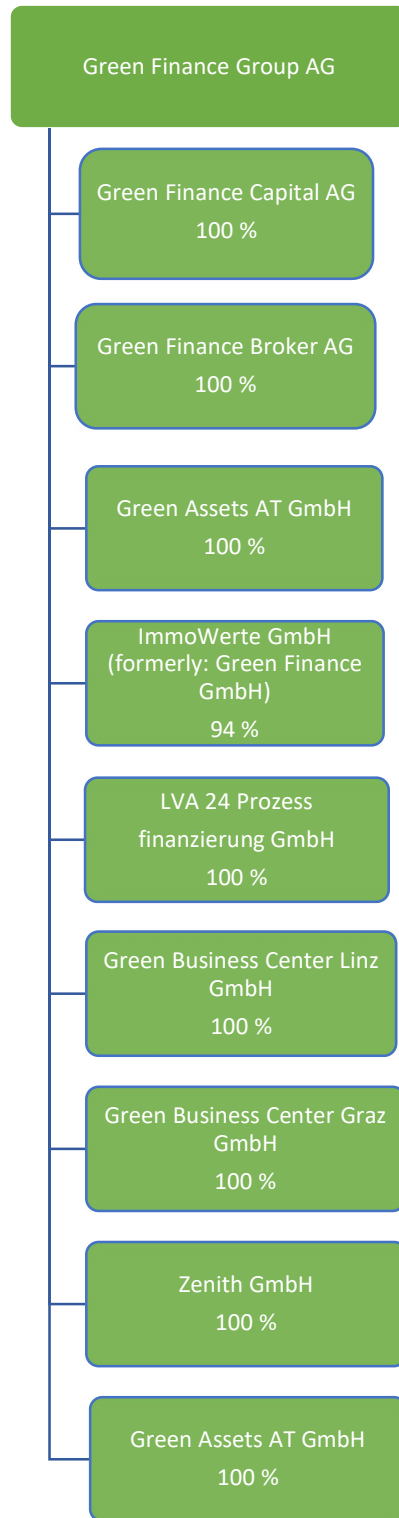 Green Finance Group AG
Green Finance Capital AG
100 %
Green Finance Broker AG
100 %
Green Assets AT GmbH
100 %
ImmoWerte GmbH
(formerly: Green Finance
GmbH)
94 %
LVA 24 Prozess
finanzierung GmbH
100 %
Green Business Center Linz
GmbH
100 %
Green Business Center Graz
GmbH
100 %
Zenith GmbH
100 %
Green Assets AT GmbH
100 %